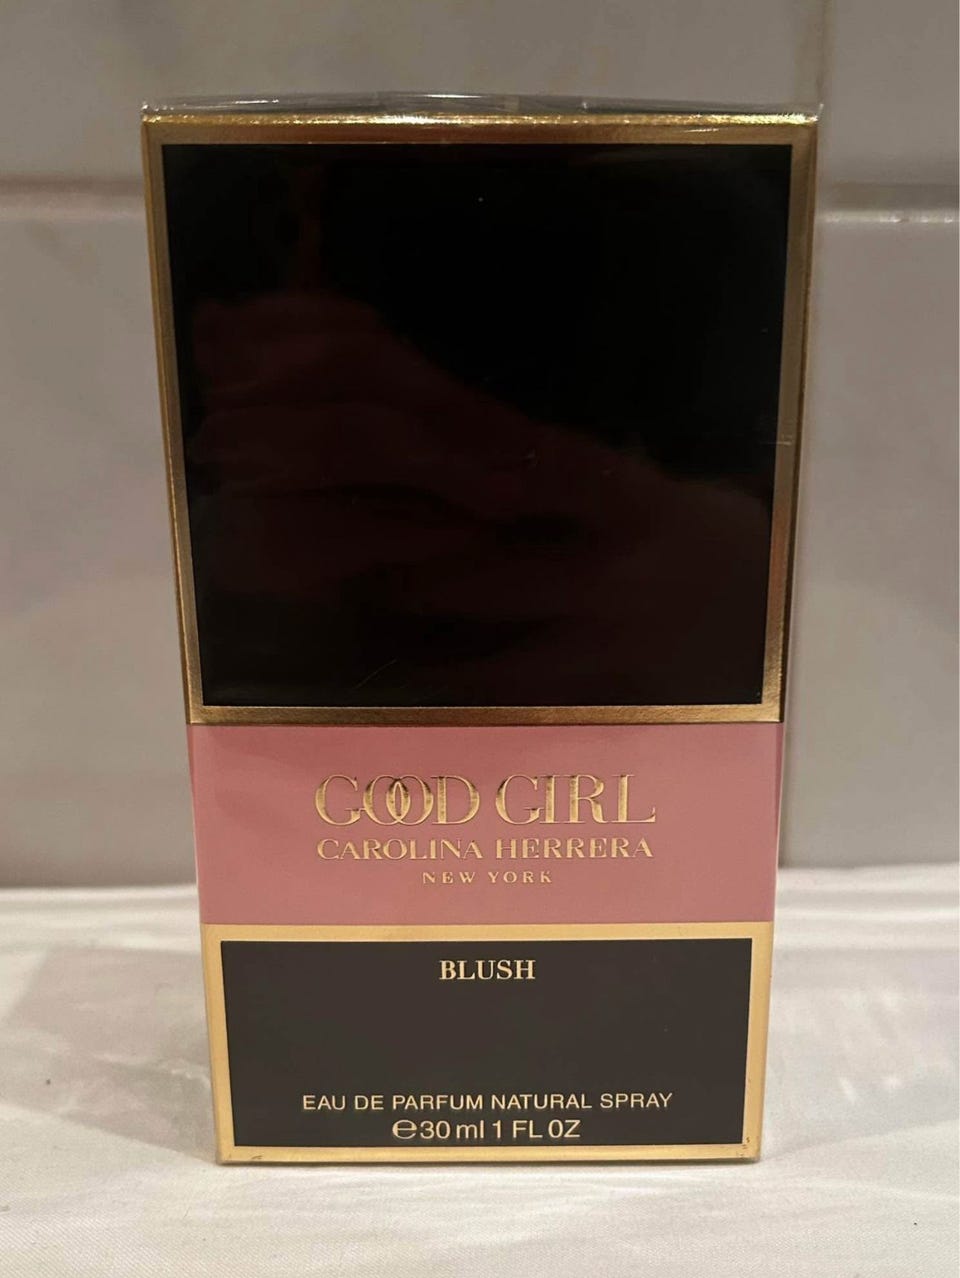 GOOD GIRL
CAROLINA HERRERA
NEW YORK
BLUSH
EAU DE PARFUM NATURAL SPRAY
℮30 ml 1 FL OZ